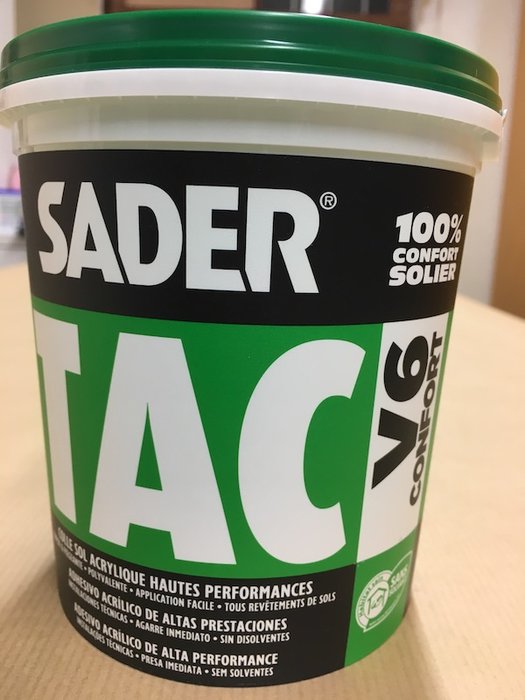 SADER®
100%
CONFORT
SOLIER
TAC
V6
CONFORT
COLLE SOL ACRYLIQUE HAUTES PERFORMANCES
POLYVALENTE • APPLICATION FACILE • TOUS REVÊTEMENTS DE SOLS
ADHESIVO ACRÍLICO DE ALTAS PRESTACIONES
INSTALACIONES TÉCNICAS • AGARRE INMEDIATO • SIN DISOLVENTES
ADESIVO ACRÍLICO DE ALTA PERFORMANCE
INSTALAÇÕES TÉCNICAS • PRESA IMEDIATA • SEM SOLVENTES
SANS